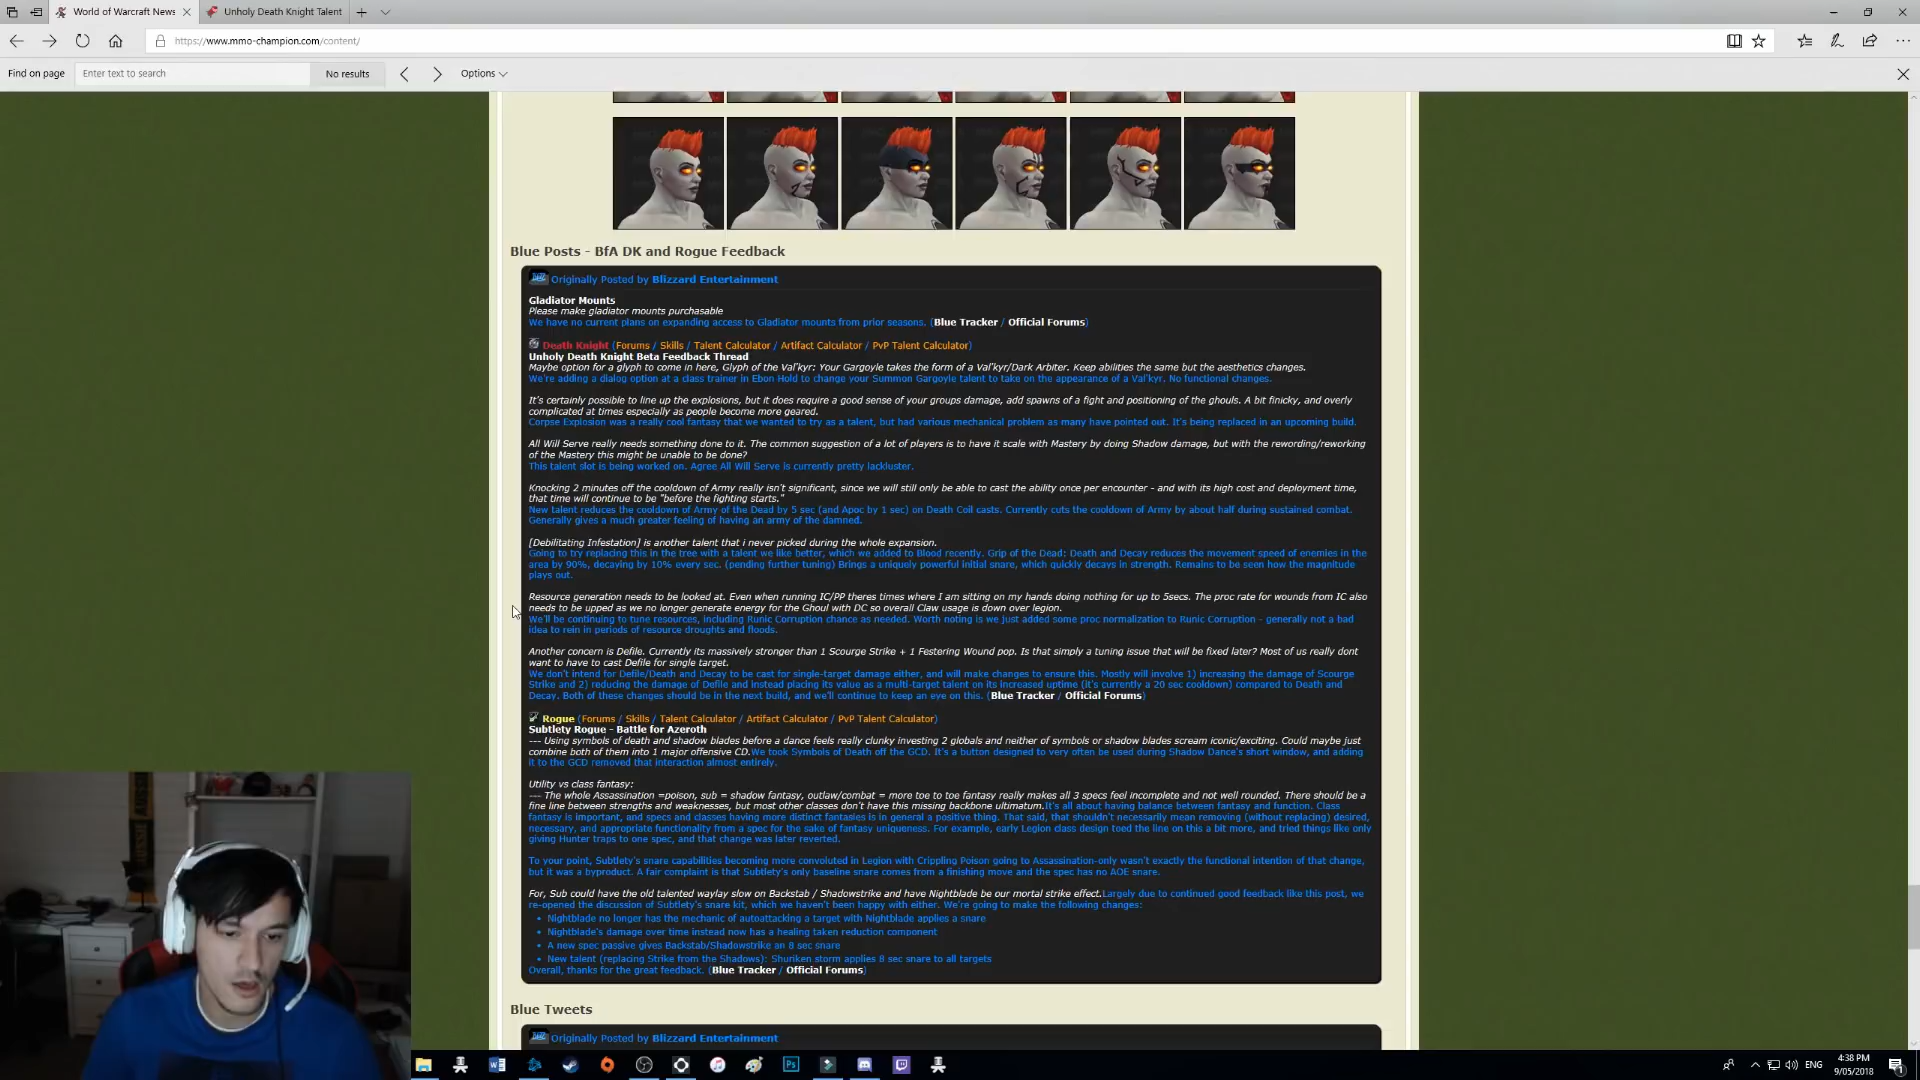 World of Warcraft News
Unholy Death Knight Talent
https://www.mmo-champion.com/content/
Find on page
Enter text to search
No results
Options
Blue Posts - BfA DK and Rogue Feedback
Originally Posted by Blizzard Entertainment
Gladiator Mounts
Please make gladiator mounts purchasable
We have no current plans on expanding access to Gladiator mounts from prior seasons. (Blue Tracker / Official Forums)
Death Knight (Forums / Skills / Talent Calculator / Artifact Calculator / PvP Talent Calculator)
Unholy Death Knight Beta Feedback Thread
Maybe option for a glyph to come in here, Glyph of the Val'kyr: Your Gargoyle takes the form of a Val'kyr/Dark Arbiter. Keep abilities the same but the aesthetics changes.
We're adding a dialog option at a class trainer in Ebon Hold to change your Summon Gargoyle talent to take on the appearance of a Val'kyr. No functional changes.
It's certainly possible to line up the explosions, but it does require a good sense of your groups damage, add spawns of a fight and positioning of the ghouls. A bit finicky, and overly
complicated at times especially as people become more geared.
Corpse Explosion was a really cool fantasy that we wanted to try as a talent, but had various mechanical problem as many have pointed out. It's being replaced in an upcoming build.
All Will Serve really needs something done to it. The common suggestion of a lot of players is to have it scale with Mastery by doing Shadow damage, but with the rewording/reworking
of the Mastery this might be unable to be done?
This talent slot is being worked on. Agree All Will Serve is currently pretty lackluster.
Knocking 2 minutes off the cooldown of Army really isn't significant, since we will still only be able to cast the ability once per encounter - and with its high cost and deployment time,
that time will continue to be "before the fighting starts."
New talent reduces the cooldown of Army of the Dead by 5 sec (and Apoc by 1 sec) on Death Coil casts. Currently cuts the cooldown of Army by about half during sustained combat.
Generally gives a much greater feeling of having an army of the damned.
[Debilitating Infestation] is another talent that i never picked during the whole expansion.
Going to try replacing this in the tree with a talent we like better, which we added to Blood recently. Grip of the Dead: Death and Decay reduces the movement speed of enemies in the
area by 90%, decaying by 10% every sec. (pending further tuning) Brings a uniquely powerful initial snare, which quickly decays in strength. Remains to be seen how the magnitude
plays out.
Resource generation needs to be looked at. Even when running IC/PP theres times where I am sitting on my hands doing nothing for up to 5secs. The proc rate for wounds from IC also
needs to be upped as we no longer generate energy for the Ghoul with DC so overall Claw usage is down over legion.
We'll be continuing to tune resources, including Runic Corruption chance as needed. Worth noting is we just added some proc normalization to Runic Corruption - generally not a bad
idea to rein in periods of resource droughts and floods.
Another concern is Defile. Currently its massively stronger than 1 Scourge Strike + 1 Festering Wound pop. Is that simply a tuning issue that will be fixed later? Most of us really dont
want to have to cast Defile for single target.
We don't intend for Defile/Death and Decay to be cast for single-target damage either, and will make changes to ensure this. Mostly will involve 1) increasing the damage of Scourge
Strike and 2) reducing the damage of Defile and instead placing its value as a multi-target talent on its increased uptime (it's currently a 20 sec cooldown) compared to Death and
Decay. Both of these changes should be in the next build, and we'll continue to keep an eye on this. (Blue Tracker / Official Forums)
Rogue (Forums / Skills / Talent Calculator / Artifact Calculator / PvP Talent Calculator)
Subtlety Rogue - Battle for Azeroth
--- Using symbols of death and shadow blades before a dance feels really clunky investing 2 globals and neither of symbols or shadow blades scream iconic/exciting. Could maybe just
combine both of them into 1 major offensive CD.We took Symbols of Death off the GCD. It's a button designed to very often be used during Shadow Dance's short window, and adding
it to the GCD removed that interaction almost entirely.
Utility vs class fantasy:
--- The whole Assassination =poison, sub = shadow fantasy, outlaw/combat = more toe to toe fantasy really makes all 3 specs feel incomplete and not well rounded. There should be a
fine line between strengths and weaknesses, but most other classes don't have this missing backbone ultimatum.It's all about having balance between fantasy and function. Class
fantasy is important, and specs and classes having more distinct fantasies is in general a positive thing. That said, that shouldn't necessarily mean removing (without replacing) desired,
necessary, and appropriate functionality from a spec for the sake of fantasy uniqueness. For example, early Legion class design toed the line on this a bit more, and tried things like only
giving Hunter traps to one spec, and that change was later reverted.
To your point, Subtlety's snare capabilities becoming more convoluted in Legion with Crippling Poison going to Assassination-only wasn't exactly the functional intention of that change,
but it was a byproduct. A fair complaint is that Subtlety's only baseline snare comes from a finishing move and the spec has no AOE snare.
For, Sub could have the old talented waylay slow on Backstab / Shadowstrike and have Nightblade be our mortal strike effect.Largely due to continued good feedback like this post, we
re-opened the discussion of Subtlety's snare kit, which we haven't been happy with either. We're going to make the following changes:
• Nightblade no longer has the mechanic of autoattacking a target with Nightblade applies a snare
• Nightblade's damage over time instead now has a healing taken reduction component
• A new spec passive gives Backstab/Shadowstrike an 8 sec snare
• New talent (replacing Strike from the Shadows): Shuriken storm applies 8 sec snare to all targets
Overall, thanks for the great feedback. (Blue Tracker / Official Forums)
Blue Tweets
Originally Posted by Blizzard Entertainment
ENG
4:38 PM
9/05/2018